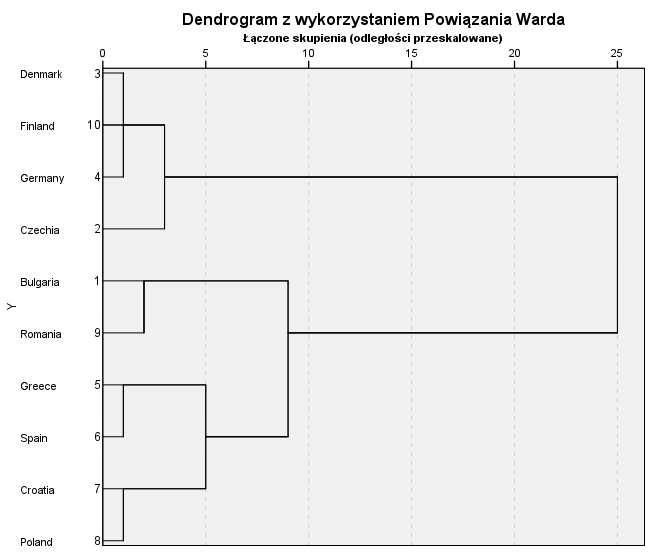 Dendrogram z wykorzystaniem Powiązania Warda
Łączone skupienia (odległości przeskalowane)
0 5 10 15 20 25
Denmark 3
Finland 10
Germany 4
Czechia 2
Bulgaria 1
Y
Romania 9
Greece 5
Spain 6
Croatia 7
Poland 8